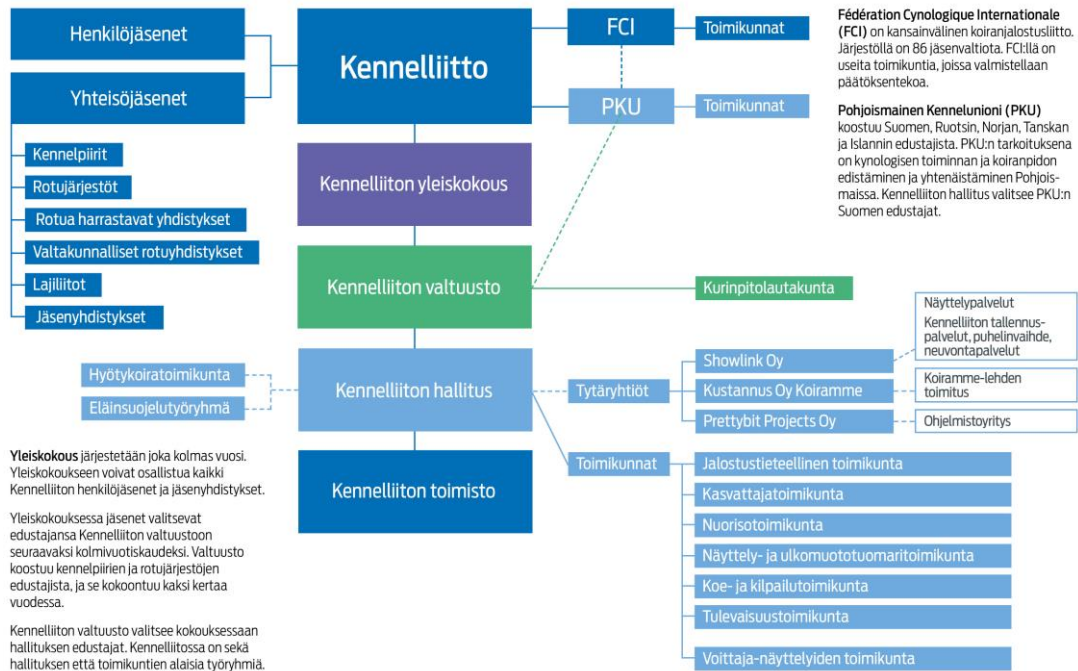 Henkilöjäsenet
Yhteisöjäsenet
Kennelpiirit
Rotujärjestöt
Rotua harrastavat yhdistykset
Valtakunnalliset rotuyhdistykset
Lajiliitot
Jäsenyhdistykset
Kennelliitto
Kennelliiton yleiskokous
Kennelliiton valtuusto
Kennelliiton hallitus
Kennelliiton toimisto
FCI
Toimikunnat
PKU
Toimikunnat
Fédération Cynologique Internationale
(FCI) on kansainvälinen koiranjalostusliitto.
Järjestöllä on 86 jäsenvaltiota. FCI:llä on
useita toimikuntia, joissa valmistellaan
päätöksentekoa.
Pohjoismainen Kennelunioni (PKU)
koostuu Suomen, Ruotsin, Norjan, Tanskan
ja Islannin edustajista. PKU:n tarkoituksena
on kynologisen toiminnan ja koiranpidon
edistäminen ja yhtenäistäminen Pohjois-
maissa. Kennelliiton hallitus valitsee PKU:n
Suomen edustajat.
Kurinpitolautakunta
Hyötykoiratoimikunta
Eläinsuojelutyöryhmä
Tytäryhtiöt
Showlink Oy
Kustannus Oy Koiramme
Prettybit Projects Oy
Näyttelypalvelut
Kennelliiton tallennus-
palvelut, puhelinvaihde,
neuvontapalvelut
Koiramme-lehden
toimitus
Ohjelmistoyritys
Toimikunnat
Jalostustieteellinen toimikunta
Kasvattajatoimikunta
Nuorisotoimikunta
Näyttely- ja ulkomuototuomaritoimikunta
Koe- ja kilpailutoimikunta
Tulevaisuustoimikunta
Voittaja-näyttelyiden toimikunta
Yleiskokous järjestetään joka kolmas vuosi.
Yleiskokoukseen voivat osallistua kaikki
Kennelliiton henkilöjäsenet ja jäsenyhdistykset.
Yleiskokouksessa jäsenet valitsevat
edustajansa Kennelliiton valtuustoon
seuraavaksi kolmivuotiskaudeksi. Valtuusto
koostuu kennelpiirien ja rotujärjestöjen
edustajista, ja se kokoontuu kaksi kertaa
vuodessa.
Kennelliiton valtuusto valitsee kokouksessaan
hallituksen edustajat. Kennelliitossa on sekä
hallituksen että toimikuntien alaisia työryhmiä.